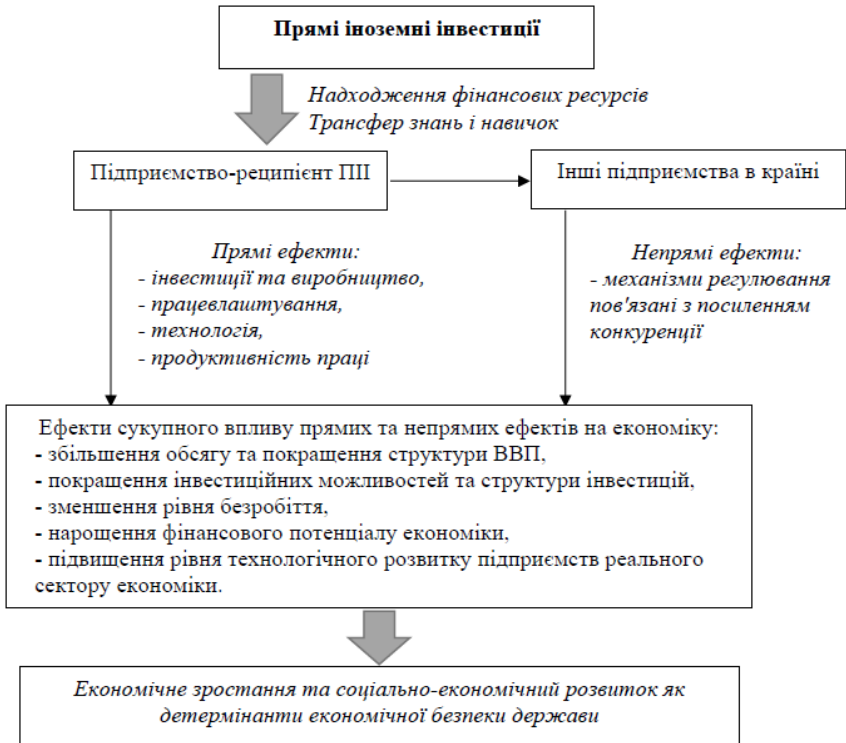 Прямі іноземні інвестиції
Надходження фінансових ресурсів
Трансфер знань і навичок
Підприємство-реципієнт ПІІ
Інші підприємства в країні
Прямі ефекти:
- інвестиції та виробництво,
- працевлаштування,
- технологія,
- продуктивність праці
Непрямі ефекти:
- механізми регулювання
пов'язані з посиленням
конкуренції
Ефекти сукупного впливу прямих та непрямих ефектів на економіку:
- збільшення обсягу та покращення структури ВВП,
- покращення інвестиційних можливостей та структури інвестицій,
- зменшення рівня безробіття,
- нарощення фінансового потенціалу економіки,
- підвищення рівня технологічного розвитку підприємств реального
сектору економіки.
Економічне зростання та соціально-економічний розвиток як
детермінанти економічної безпеки держави